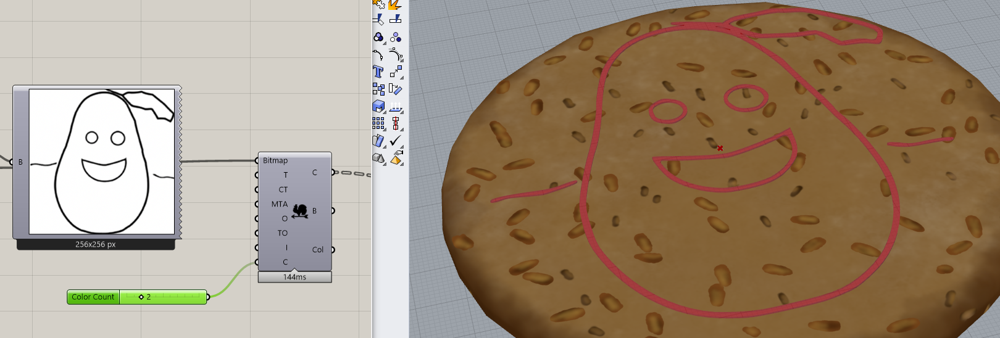 B
256x256 px
Bitmap
T
CT
MTA
O
TO
I
C
C
B
Col
144ms
Color Count
2